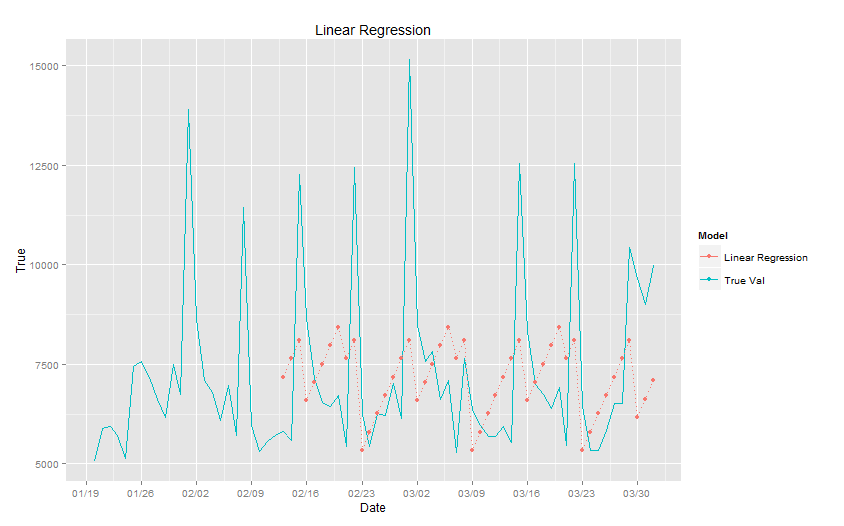 Linear Regression
15000
12500
10000
7500
5000
True
01/19 01/26 02/02 02/09 02/16 02/23 03/02 03/09 03/16 03/23 03/30
Date
Model
Linear Regression
True Val